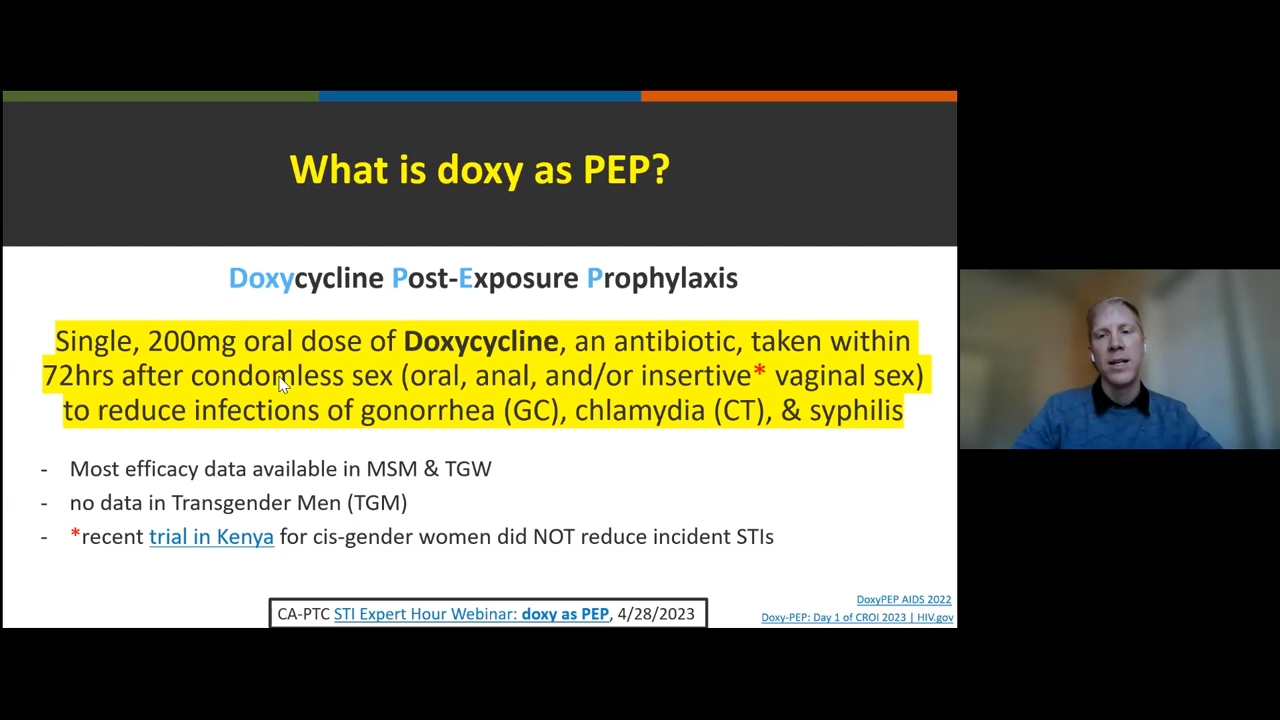 What is doxy as PEP?
Doxycycline Post-Exposure Prophylaxis
Single, 200mg oral dose of Doxycycline, an antibiotic, taken within
72hrs after condomless sex (oral, anal, and/or insertive* vaginal sex)
to reduce infections of gonorrhea (GC), chlamydia (CT), & syphilis
- Most efficacy data available in MSM & TGW
- no data in Transgender Men (TGM)
- *recent trial in Kenya for cis-gender women did NOT reduce incident STIs
CA-PTC STI Expert Hour Webinar: doxy as PEP, 4/28/2023
DoxyPEP AIDS 2022
Doxy-PEP: Day 1 of CROI 2023 | HIV.gov